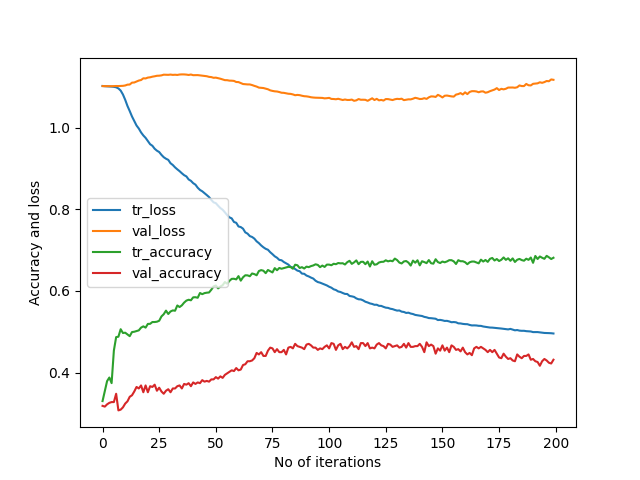 1.0
0.8
0.6
0.4
Accuracy and loss
tr_loss
val_loss
tr_accuracy
val_accuracy
0 25 50 75 100 125 150 175 200
No of iterations